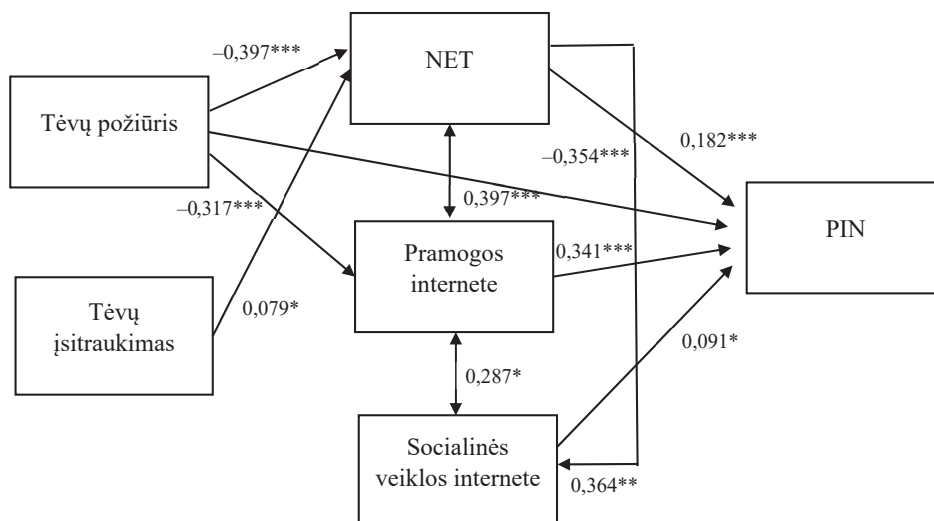 –0,397***
NET
Tėvų požiūris
–0,354***
0,182***
–0,317***
0,397***
PIN
Pramogos
internete
0,341***
Tėvų
įsitraukimas
0,079*
0,091*
0,287*
Socialinės
veiklos internete
0,364**